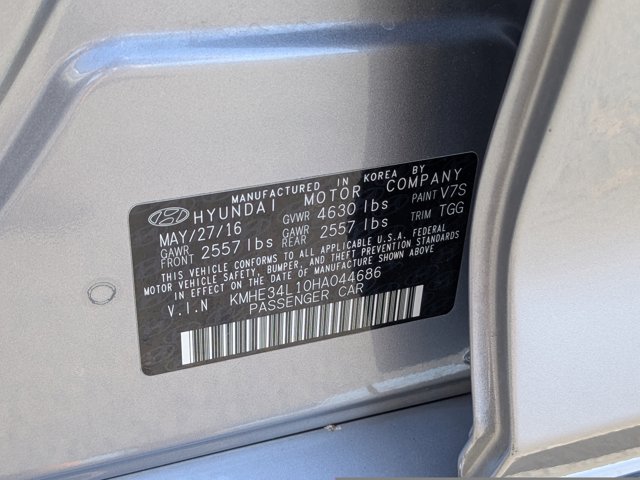 MANUFACTURED IN KOREA BY
HYUNDAI MOTOR COMPANY
MAY/27/16 GVWR 4630 lbs PAINT V7S
GAWR FRONT 2557 lbs GAWR REAR 2557 lbs TRIM TGG
THIS VEHICLE CONFORMS TO ALL APPLICABLE U.S.A. FEDERAL
MOTOR VEHICLE SAFETY, BUMPER, AND THEFT PREVENTION STANDARDS
IN EFFECT ON THE DATE OF MANUFACTURE SHOWN ABOVE
V.I.N KMHE34L10HA044686
PASSENGER CAR